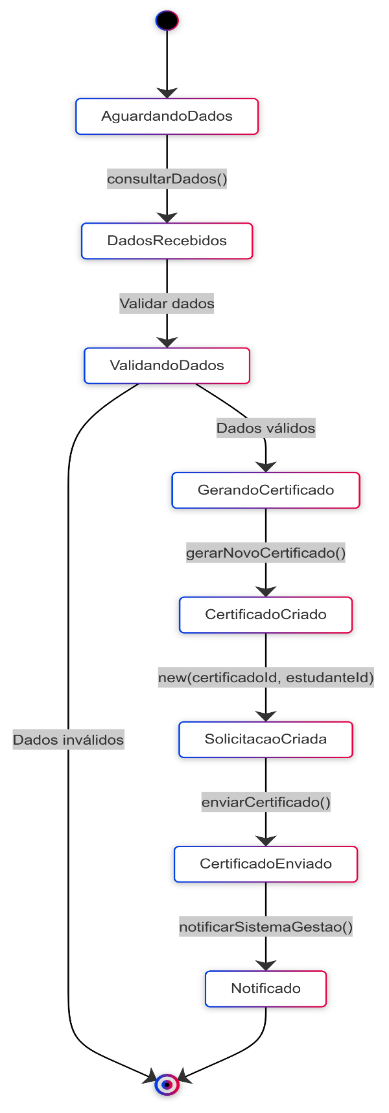 AguardandoDados
consultarDados()
DadosRecebidos
Validar dados
ValidandoDados
Dados válidos
GerandoCertificado
gerarNovoCertificado()
CertificadoCriado
new(certificadoId, estudanteId)
Dados inválidos
SolicitacaoCriada
enviarCertificado()
CertificadoEnviado
notificarSistemaGestao()
Notificado